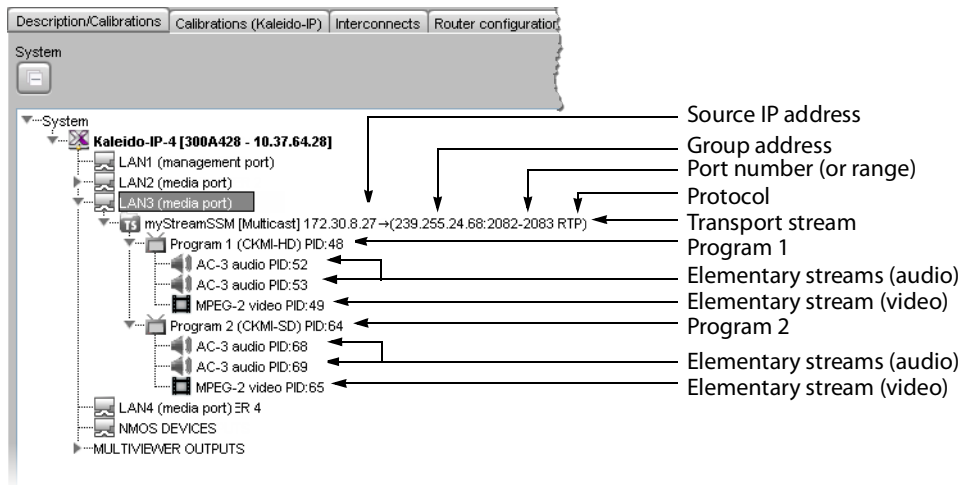 Description/Calibrations Calibrations (Kaleido-IP) Interconnects Router configuration
System
System
Kaleido-IP-4 [300A428 - 10.37.64.28]
LAN1 (management port)
LAN2 (media port)
LAN3 (media port)
myStreamSSM [Multicast] 172.30.8.27→(239.255.24.68:2082-2083 RTP)
Program 1 (CKMI-HD) PID:48
AC-3 audio PID:52
AC-3 audio PID:53
MPEG-2 video PID:49
Program 2 (CKMI-SD) PID:64
AC-3 audio PID:68
AC-3 audio PID:69
MPEG-2 video PID:65
LAN4 (media port) ER 4
NMOS DEVICES
MULTIVIEWER OUTPUTS
Source IP address
Group address
Port number (or range)
Protocol
Transport stream
Program 1
Elementary streams (audio)
Elementary stream (video)
Program 2
Elementary streams (audio)
Elementary stream (video)